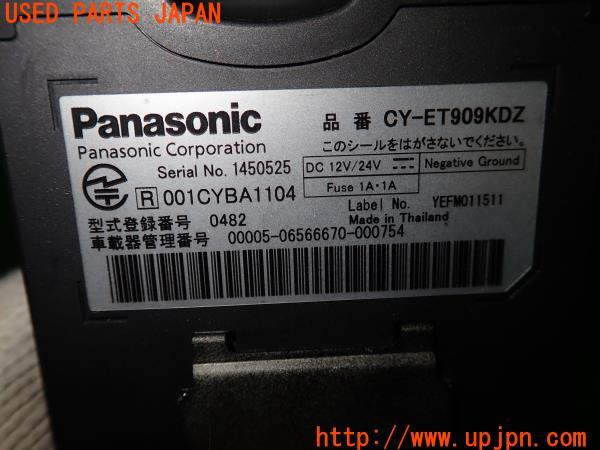 USED PARTS JAPAN
Panasonic
品番 CY-ET909KDZ
Panasonic Corporation
このシールをはがさないでください。
Serial No. 1450525
DC 12V/24V
Negative Ground
Fuse 1A・1A
R 001CYBA1104
Label No. YEFM011511
型式登録番号 0482
Made in Thailand
車載器管理番号 00005-06566670-000754
http://www.upjpn.com/